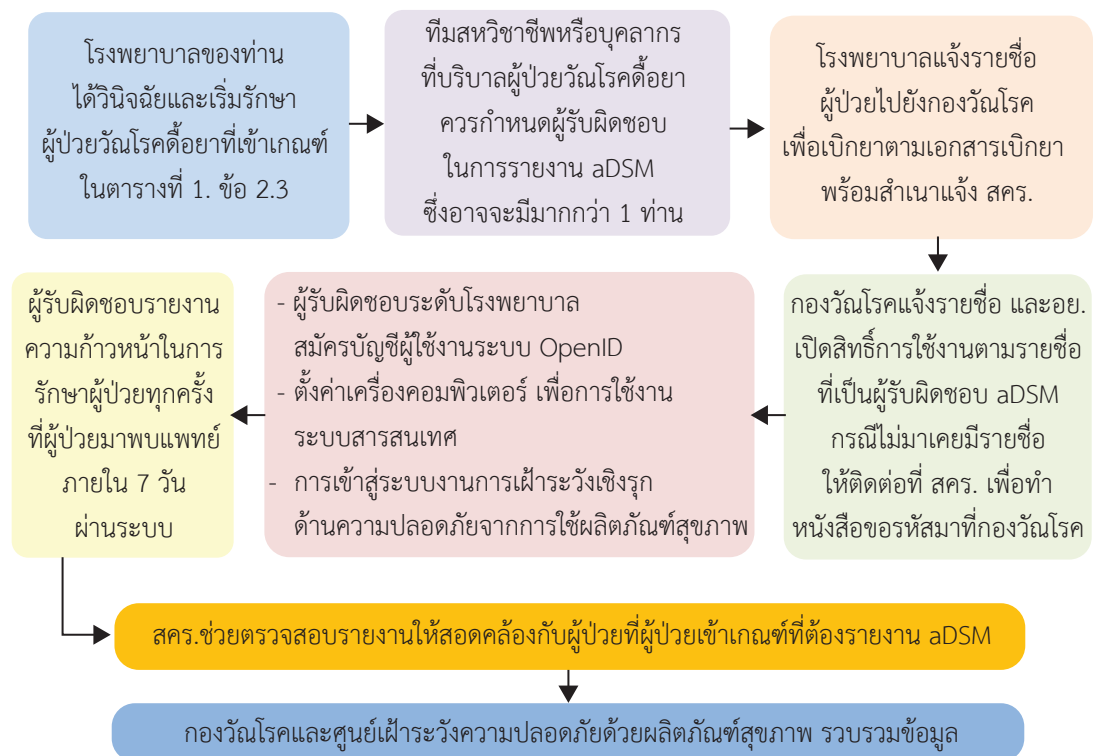 โรงพยาบาลของท่าน
ได้วินิจฉัยและเริ่มรักษา
ผู้ป่วยวัณโรคดื้อยาที่เข้าเกณฑ์
ในตารางที่ 1. ข้อ 2.3
ทีมสหวิชาชีพหรือบุคลากร
ที่บริบาลผู้ป่วยวัณโรคดื้อยา
ควรกำหนดผู้รับผิดชอบ
ในการรายงาน aDSM
ซึ่งอาจจะมีมากกว่า 1 ท่าน
โรงพยาบาลแจ้งรายชื่อ
ผู้ป่วยไปยังกองวัณโรค
เพื่อเบิกยาตามเอกสารเบิกยา
พร้อมสำเนาแจ้ง สคร.
กองวัณโรคแจ้งรายชื่อ และอย.
เปิดสิทธิ์การใช้งานตามรายชื่อ
ที่เป็นผู้รับผิดชอบ aDSM
กรณีไม่มาเคยมีรายชื่อ
ให้ติดต่อที่ สคร. เพื่อทำ
หนังสือขอรหัสมาที่กองวัณโรค
- ผู้รับผิดชอบระดับโรงพยาบาล
สมัครบัญชีผู้ใช้งานระบบ OpenID
- ตั้งค่าเครื่องคอมพิวเตอร์ เพื่อการใช้งาน
ระบบสารสนเทศ
- การเข้าสู่ระบบงานการเฝ้าระวังเชิงรุก
ด้านความปลอดภัยจากการใช้ผลิตภัณฑ์สุขภาพ
ผู้รับผิดชอบรายงาน
ความก้าวหน้าในการ
รักษาผู้ป่วยทุกครั้ง
ที่ผู้ป่วยมาพบแพทย์
ภายใน 7 วัน
ผ่านระบบ
สคร.ช่วยตรวจสอบรายงานให้สอดคล้องกับผู้ป่วยที่ผู้ป่วยเข้าเกณฑ์ที่ต้องรายงาน aDSM
กองวัณโรคและศูนย์เฝ้าระวังความปลอดภัยด้วยผลิตภัณฑ์สุขภาพ รวบรวมข้อมูล